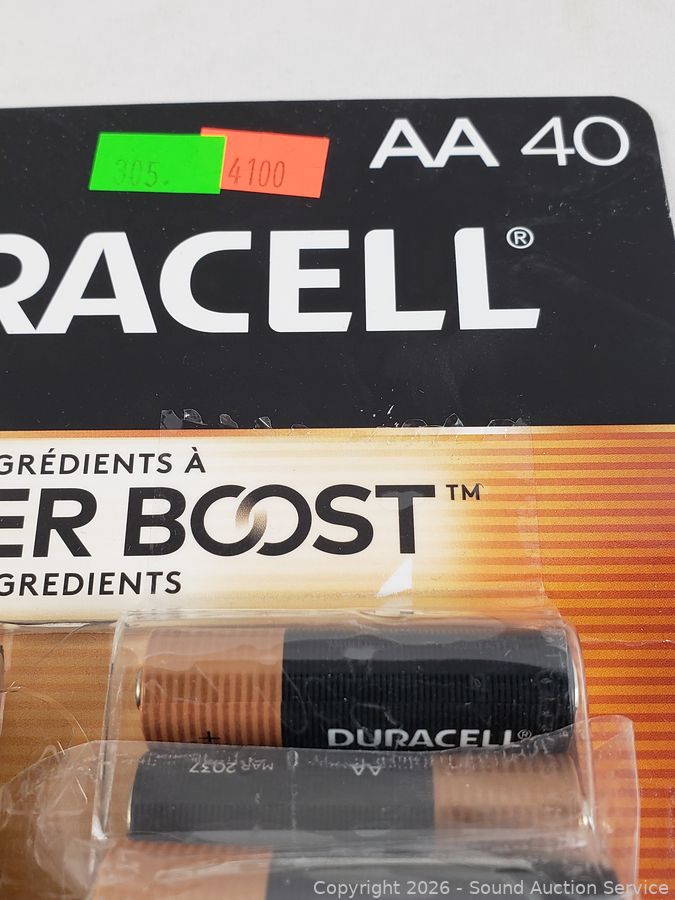 AA 40
305. 4100
RACELL®
GRÉDIENTS À
ER BOOST™
GREDIENTS
+
DURACELL®
MAR 2037 AA
Copyright 2026 - Sound Auction Service